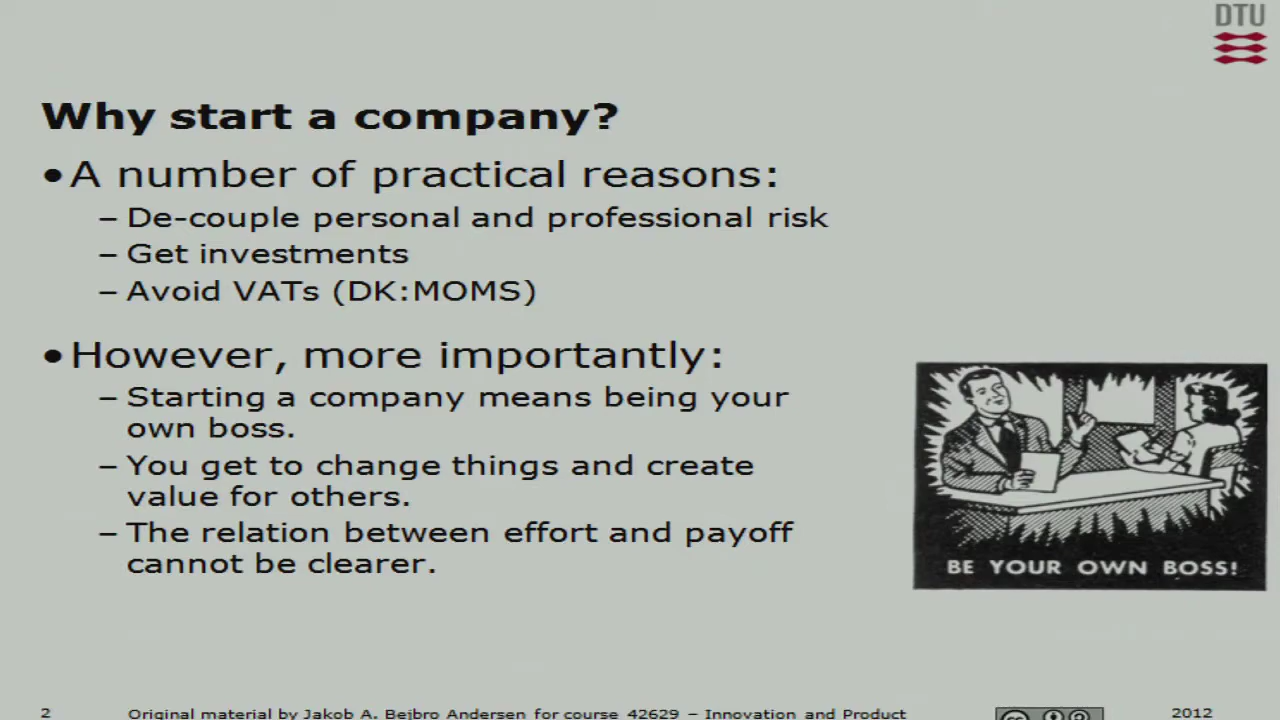 DTU
Why start a company?
•A number of practical reasons:
– De-couple personal and professional risk
– Get investments
– Avoid VATs (DK:MOMS)
•However, more importantly:
– Starting a company means being your
own boss.
– You get to change things and create
value for others.
– The relation between effort and payoff
cannot be clearer.
BE YOUR OWN BOSS!
2 Original material by Jakob A. Bejbro Andersen for course 42629 – Innovation and Product 2012